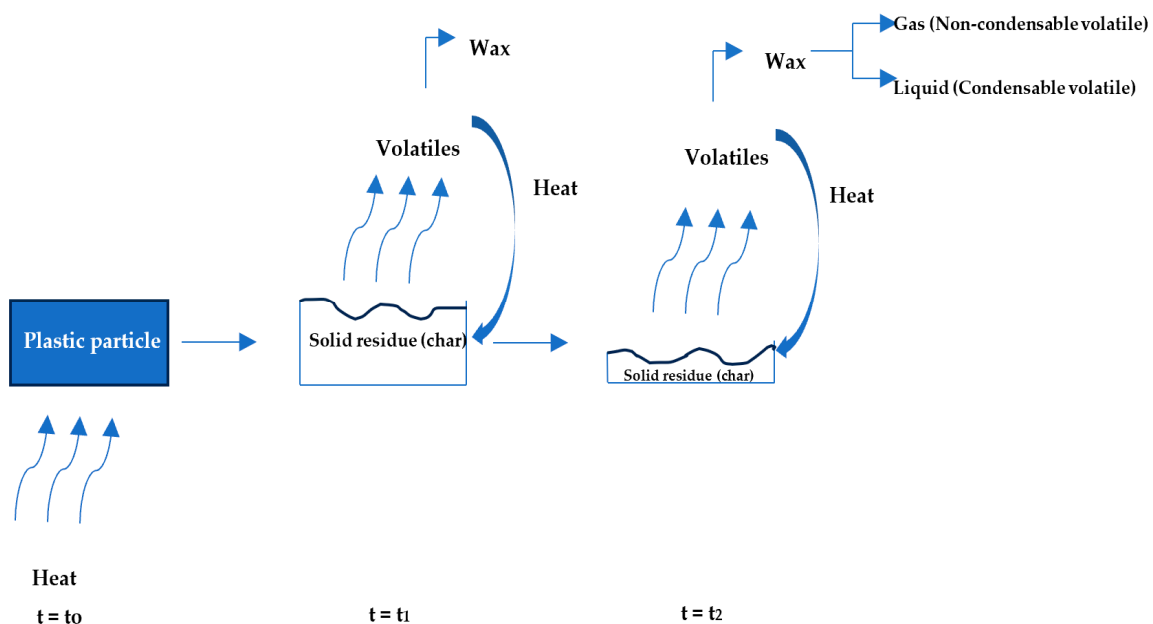 Gas (Non-condensable volatile)
Wax
Wax
Liquid (Condensable volatile)
Volatiles
Volatiles
Heat
Heat
Plastic particle
Solid residue (char)
Solid residue (char)
Heat
t = t0
t = t1
t = t2